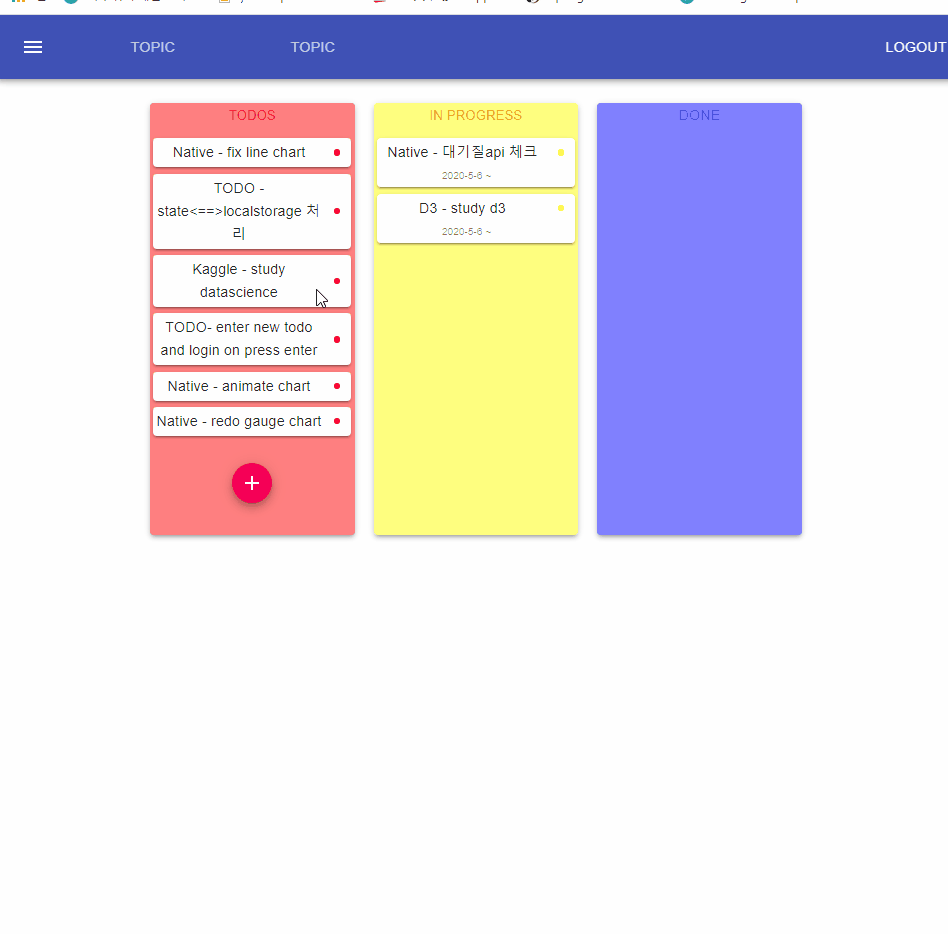 TOPIC TOPIC LOGOUT
TODOS
Native - fix line chart
TODO -
state<==>localstorage 처
리
Kaggle - study
datascience
TODO- enter new todo
and login on press enter
Native - animate chart
Native - redo gauge chart
IN PROGRESS
Native - 대기질api 체크
2020-5-6 ~
D3 - study d3
2020-5-6 ~
DONE